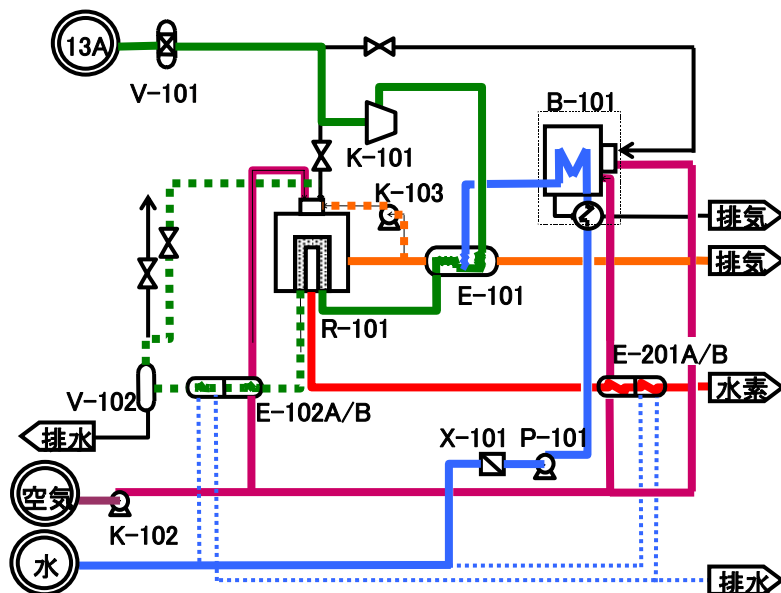 13A
V-101
B-101
K-101
K-103
排気
排気
E-101
R-101
E-201A/B
水素
V-102
E-102A/B
排水
X-101
P-101
空気
K-102
水
排水